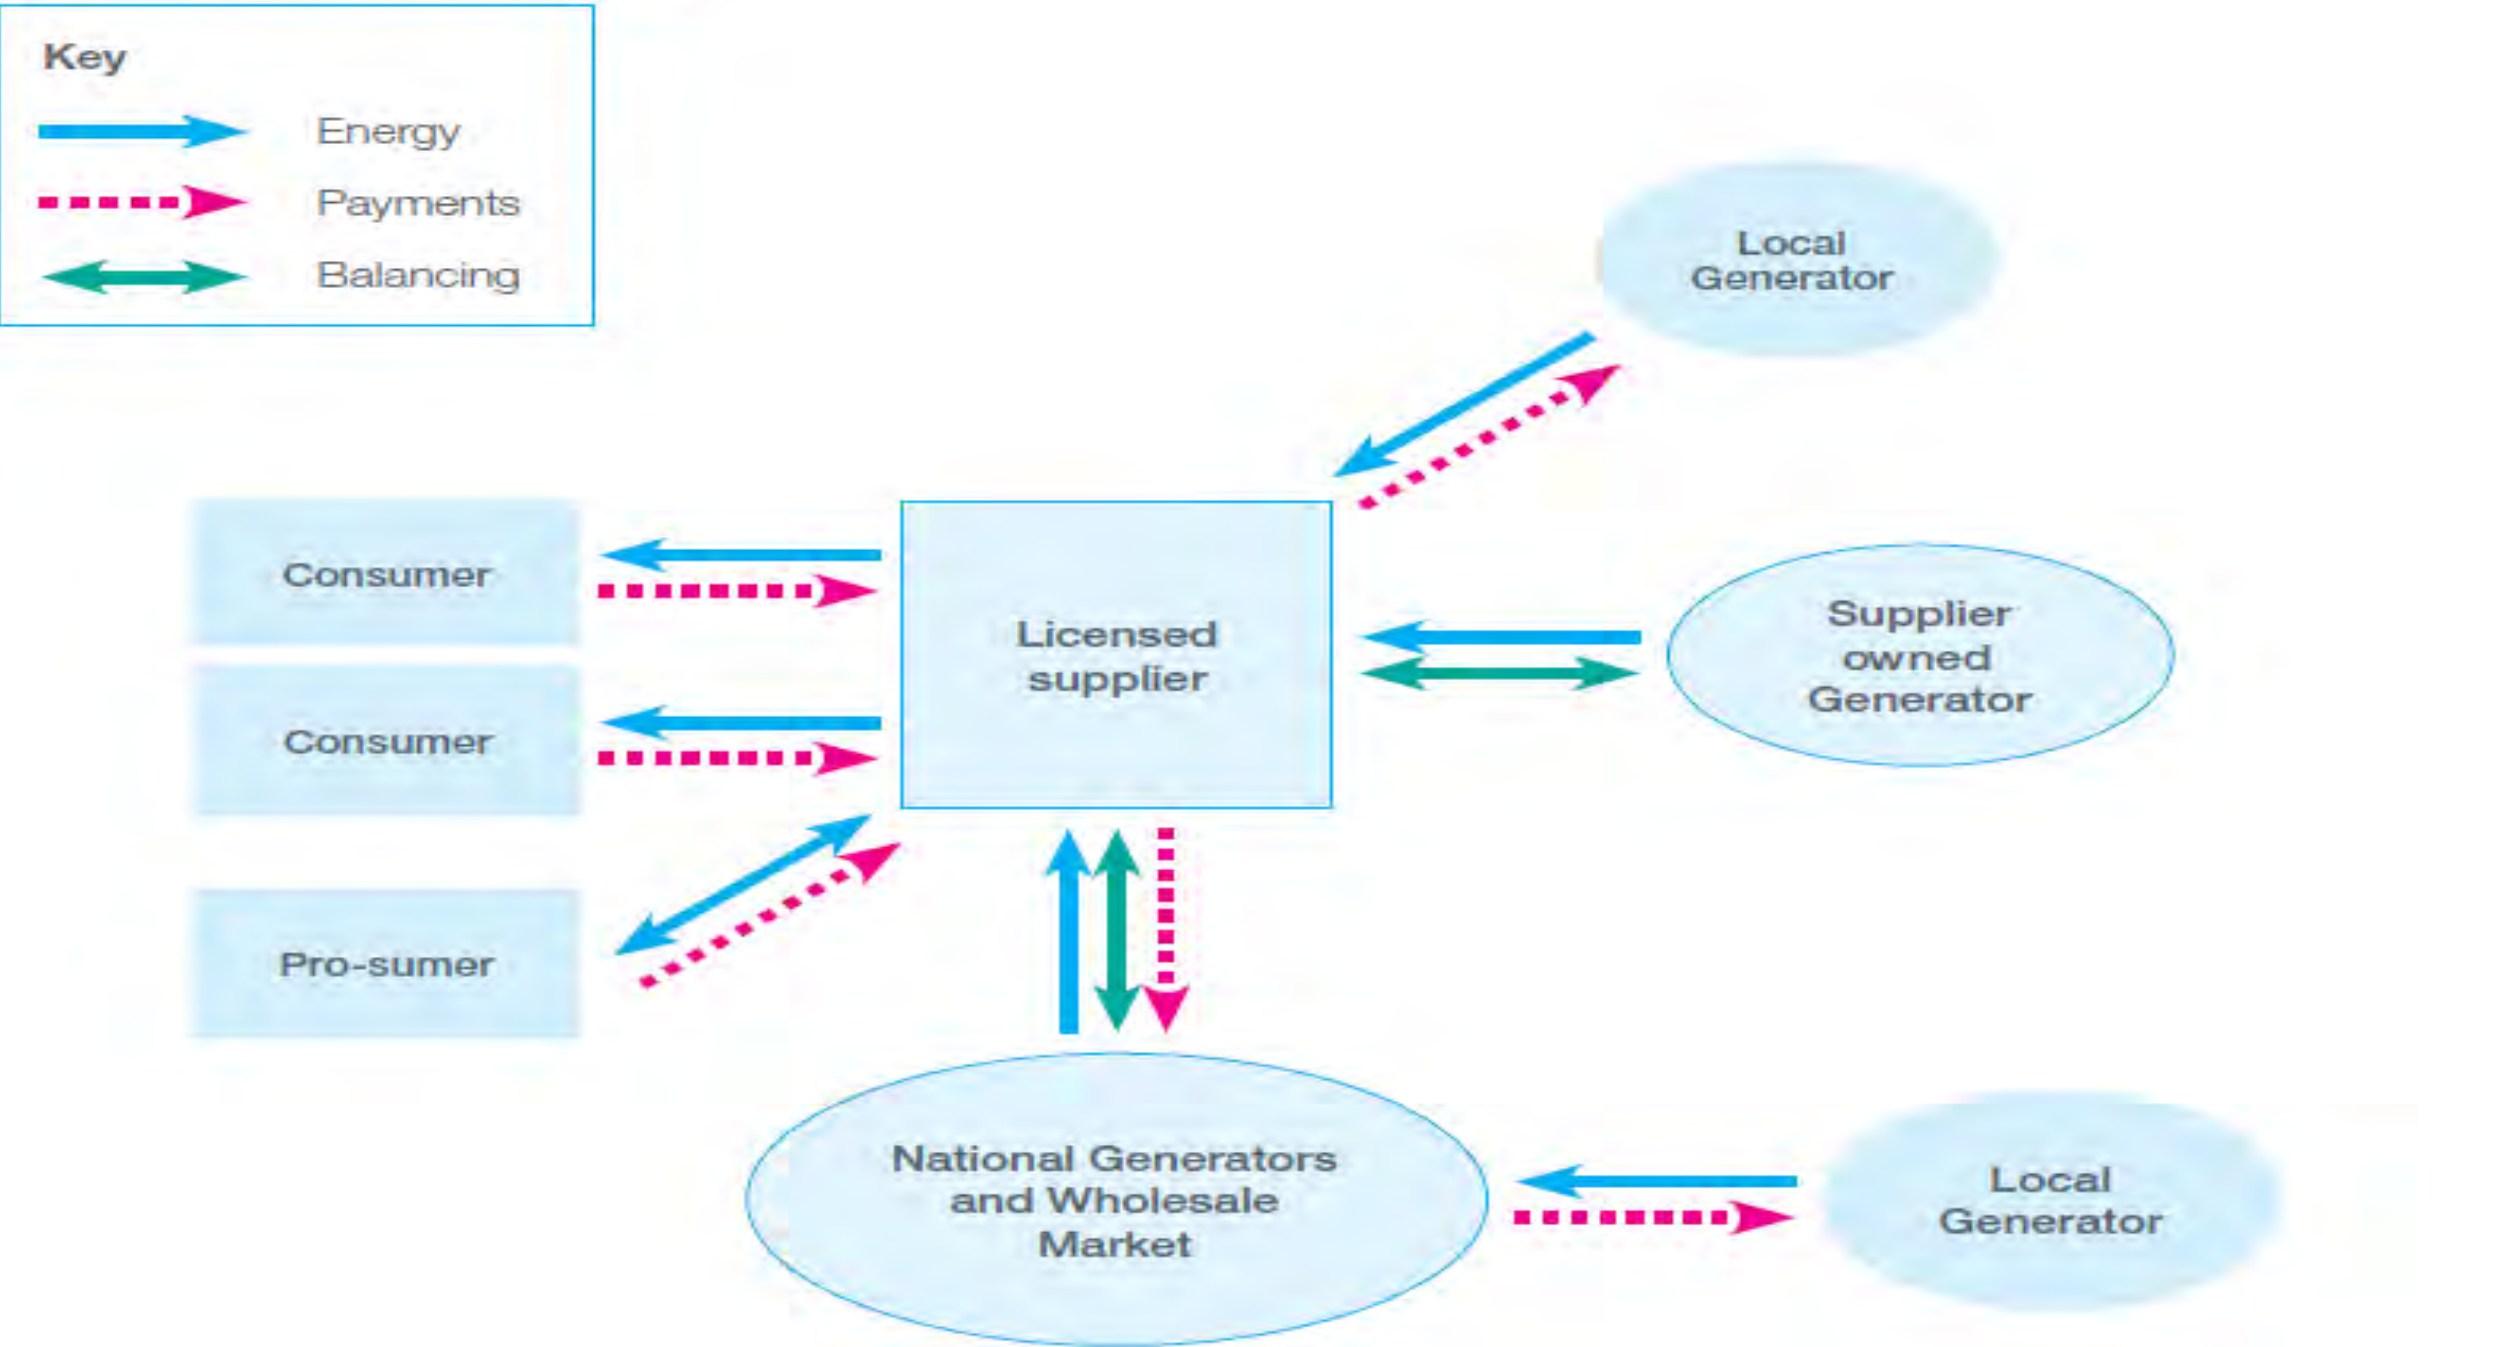 Key
Energy
Payments
Balancing
Local
Generator
Consumer
Licensed
supplier
Supplier
owned
Generator
Consumer
Pro-sumer
National Generators
and Wholesale
Market
Local
Generator